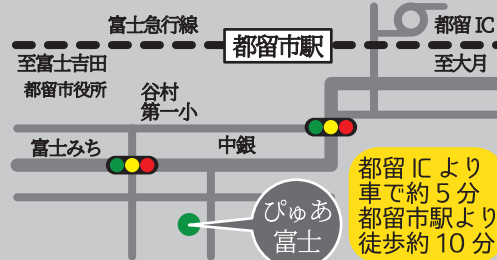 富士急行線
都留IC
都留市駅
至富士吉田
至大月
都留市役所
谷村
第一小
富士みち
中銀
ぴゅあ
富士
都留ICより
車で約5分
都留市駅より
徒歩約10分